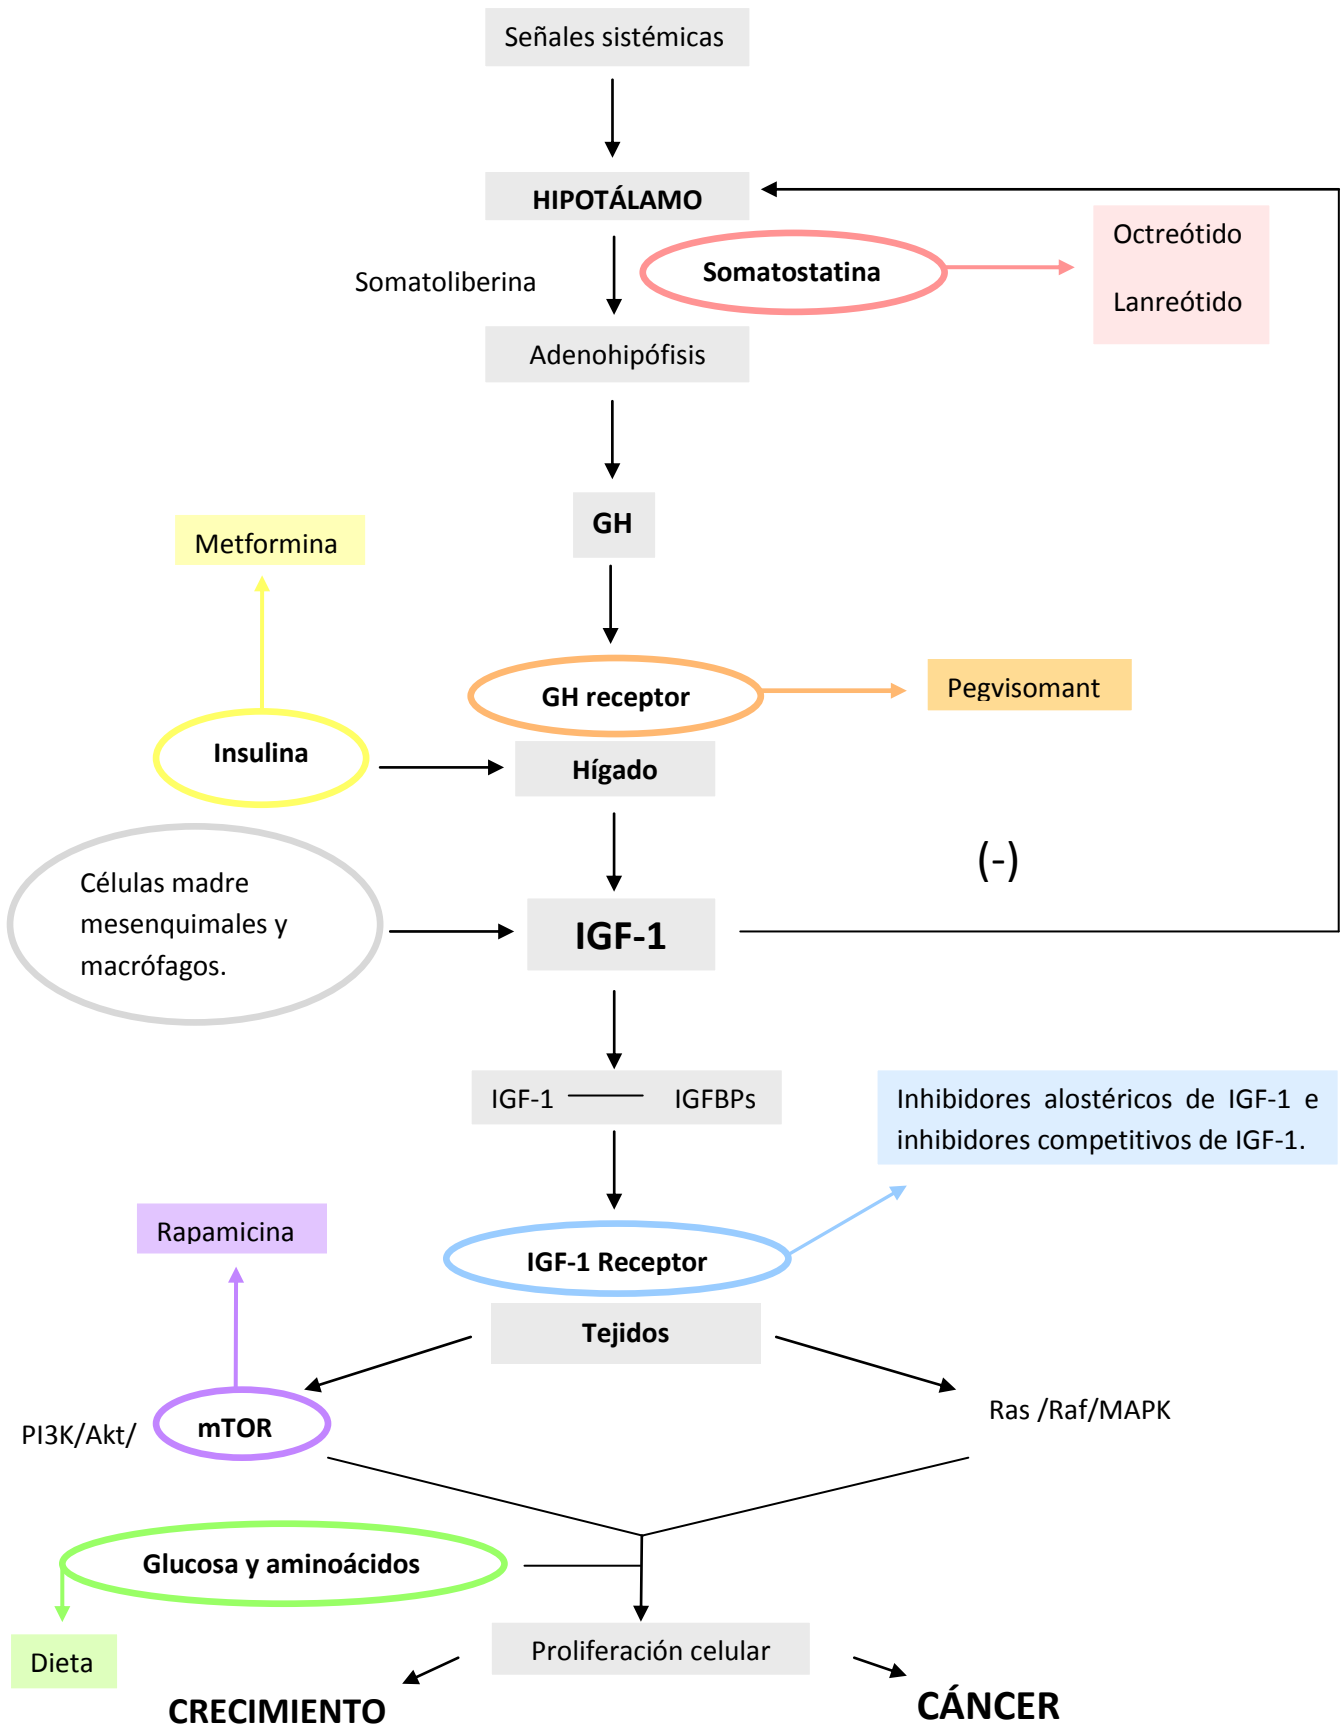 Señales sistémicas
HIPOTÁLAMO
Somatoliberina
Somatostatina
Octreótido
Lanreótido
Adenohipófisis
GH
Metformina
GH receptor
Pegvisomant
Insulina
Hígado
(-)
Células madre
mesenquimales y
macrófagos.
IGF-1
IGF-1
IGFBPs
Inhibidores alostéricos de IGF-1 e
inhibidores competitivos de IGF-1.
Rapamicina
IGF-1 Receptor
Tejidos
PI3K/Akt/
mTOR
Ras /Raf/MAPK
Glucosa y aminoácidos
Dieta
Proliferación celular
CRECIMIENTO
CÁNCER